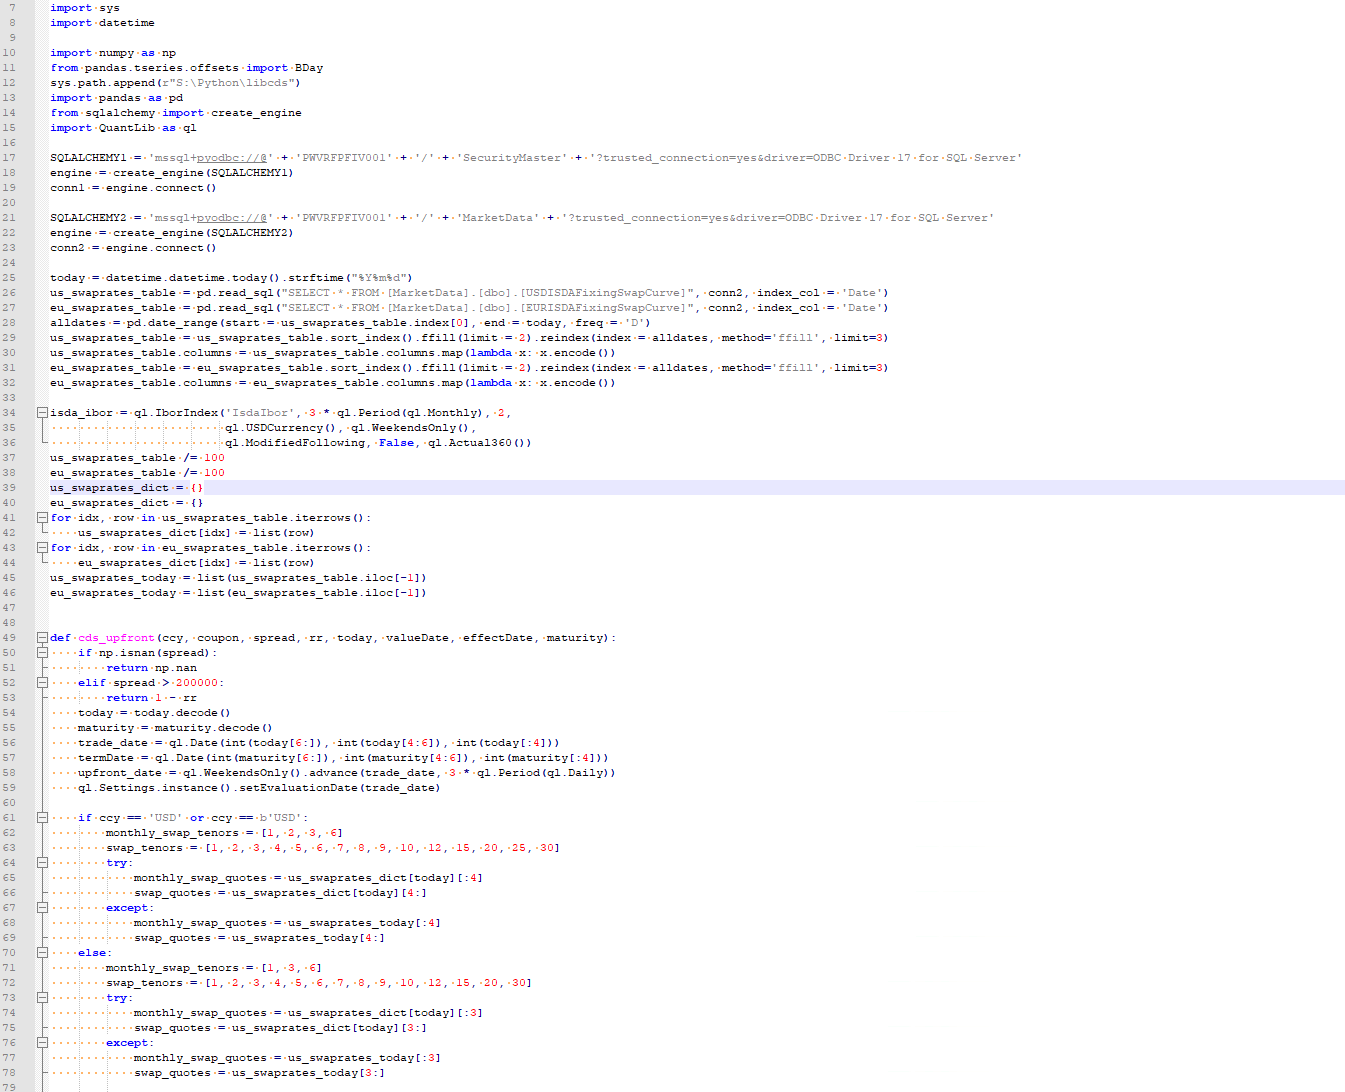 7 import sys
8 import datetime
9
10 import numpy as np
11 from pandas.tseries.offsets import BDay
12 sys.path.append(r"S:\Python\libcds")
13 import pandas as pd
14 from sqlalchemy import create_engine
15 import QuantLib as ql
16
17 SQLALCHEMY1 = 'mssql+pyodbc://@' + 'PWVRFPFIV001' + '/' + 'SecurityMaster' + '?trusted_connection=yes&driver=ODBC Driver 17 for SQL Server'
18 engine = create_engine(SQLALCHEMY1)
19 conn1 = engine.connect()
20
21 SQLALCHEMY2 = 'mssql+pyodbc://@' + 'PWVRFPFIV001' + '/' + 'MarketData' + '?trusted_connection=yes&driver=ODBC Driver 17 for SQL Server'
22 engine = create_engine(SQLALCHEMY2)
23 conn2 = engine.connect()
24
25 today = datetime.datetime.today().strftime("%Y%m%d")
26 us_swaprates_table = pd.read_sql("SELECT * FROM [MarketData].[dbo].[USDISDAFixingSwapCurve]", conn2, index_col = 'Date')
27 eu_swaprates_table = pd.read_sql("SELECT * FROM [MarketData].[dbo].[EURISDAFixingSwapCurve]", conn2, index_col = 'Date')
28 alldates = pd.date_range(start = us_swaprates_table.index[0], end = today, freq = 'D')
29 us_swaprates_table = us_swaprates_table.sort_index().ffill(limit = 2).reindex(index = alldates, method='ffill', limit=3)
30 us_swaprates_table.columns = us_swaprates_table.columns.map(lambda x: x.encode())
31 eu_swaprates_table = eu_swaprates_table.sort_index().ffill(limit = 2).reindex(index = alldates, method='ffill', limit=3)
32 eu_swaprates_table.columns = eu_swaprates_table.columns.map(lambda x: x.encode())
33
34 isda_ibor = ql.IborIndex('IsdaIbor', 3 * ql.Period(ql.Monthly), 2,
35 ql.USDCurrency(), ql.WeekendsOnly(),
36 ql.ModifiedFollowing, False, ql.Actual360())
37 us_swaprates_table /= 100
38 eu_swaprates_table /= 100
39 us_swaprates_dict = {}
40 eu_swaprates_dict = {}
41 for idx, row in us_swaprates_table.iterrows():
42 us_swaprates_dict[idx] = list(row)
43 for idx, row in eu_swaprates_table.iterrows():
44 eu_swaprates_dict[idx] = list(row)
45 us_swaprates_today = list(us_swaprates_table.iloc[-1])
46 eu_swaprates_today = list(eu_swaprates_table.iloc[-1])
47
48
49 def cds_upfront(ccy, coupon, spread, rr, today, valueDate, effectDate, maturity):
50 if np.isnan(spread):
51 return np.nan
52 elif spread > 200000:
53 return 1 - rr
54 today = today.decode()
55 maturity = maturity.decode()
56 trade_date = ql.Date(int(today[6:]), int(today[4:6]), int(today[:4]))
57 termDate = ql.Date(int(maturity[6:]), int(maturity[4:6]), int(maturity[:4]))
58 upfront_date = ql.WeekendsOnly().advance(trade_date, 3 * ql.Period(ql.Daily))
59 ql.Settings.instance().setEvaluationDate(trade_date)
60
61 if ccy == 'USD' or ccy == b'USD':
62 monthly_swap_tenors = [1, 2, 3, 6]
63 swap_tenors = [1, 2, 3, 4, 5, 6, 7, 8, 9, 10, 12, 15, 20, 25, 30]
64 try:
65 monthly_swap_quotes = us_swaprates_dict[today][:4]
66 swap_quotes = us_swaprates_dict[today][4:]
67 except:
68 monthly_swap_quotes = us_swaprates_today[:4]
69 swap_quotes = us_swaprates_today[4:]
70 else:
71 monthly_swap_tenors = [1, 3, 6]
72 swap_tenors = [1, 2, 3, 4, 5, 6, 7, 8, 9, 10, 12, 15, 20, 30]
73 try:
74 monthly_swap_quotes = us_swaprates_dict[today][:3]
75 swap_quotes = us_swaprates_dict[today][3:]
76 except:
77 monthly_swap_quotes = us_swaprates_today[:3]
78 swap_quotes = us_swaprates_today[3:]
79